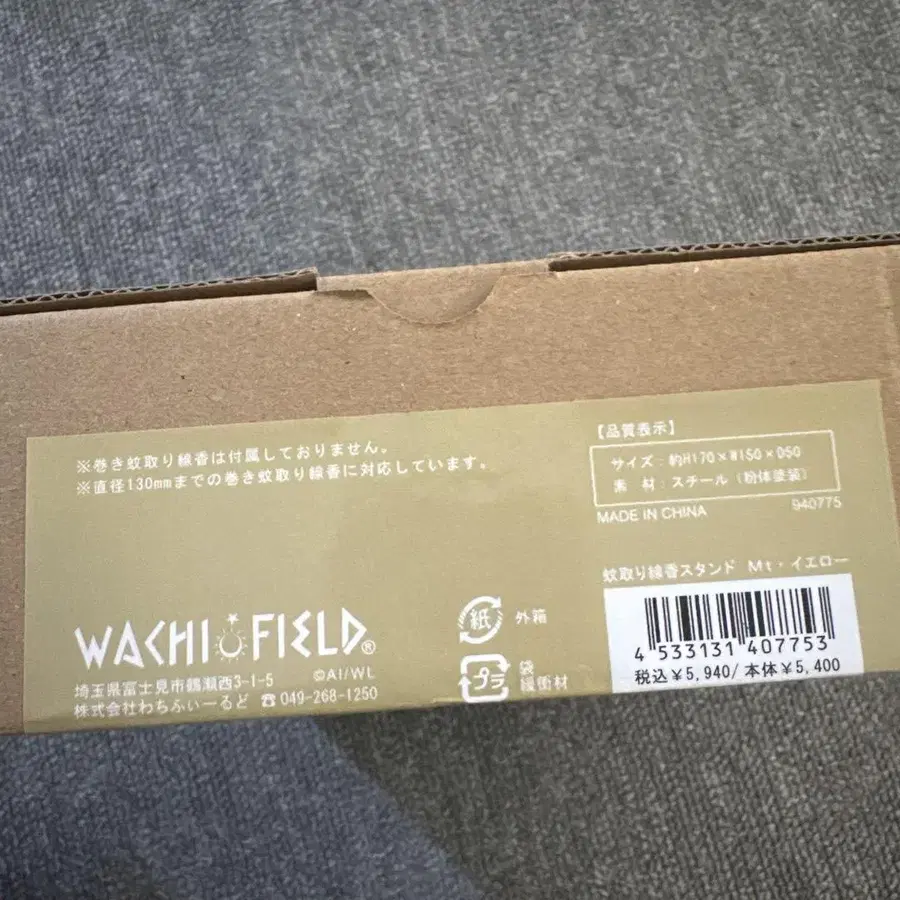 ※巻き蚊取り線香は付属しておりません。
※直径130mmまでの巻き蚊取り線香に対応しています。
【品質表示】
サイズ：約H170×W150×D50
素 材：スチール（粉体塗装）
MADE IN CHINA 940775
蚊取り線香スタンド Mt・イエロー
4 533131 407753
税込￥5,940/本体￥5,400
紙 外箱
プラ 袋
緩衝材
WACHI FIELD®
©AI/WL
埼玉県富士見市鶴瀬西3-1-5
株式会社わちふぃーるど ☎049-268-1250